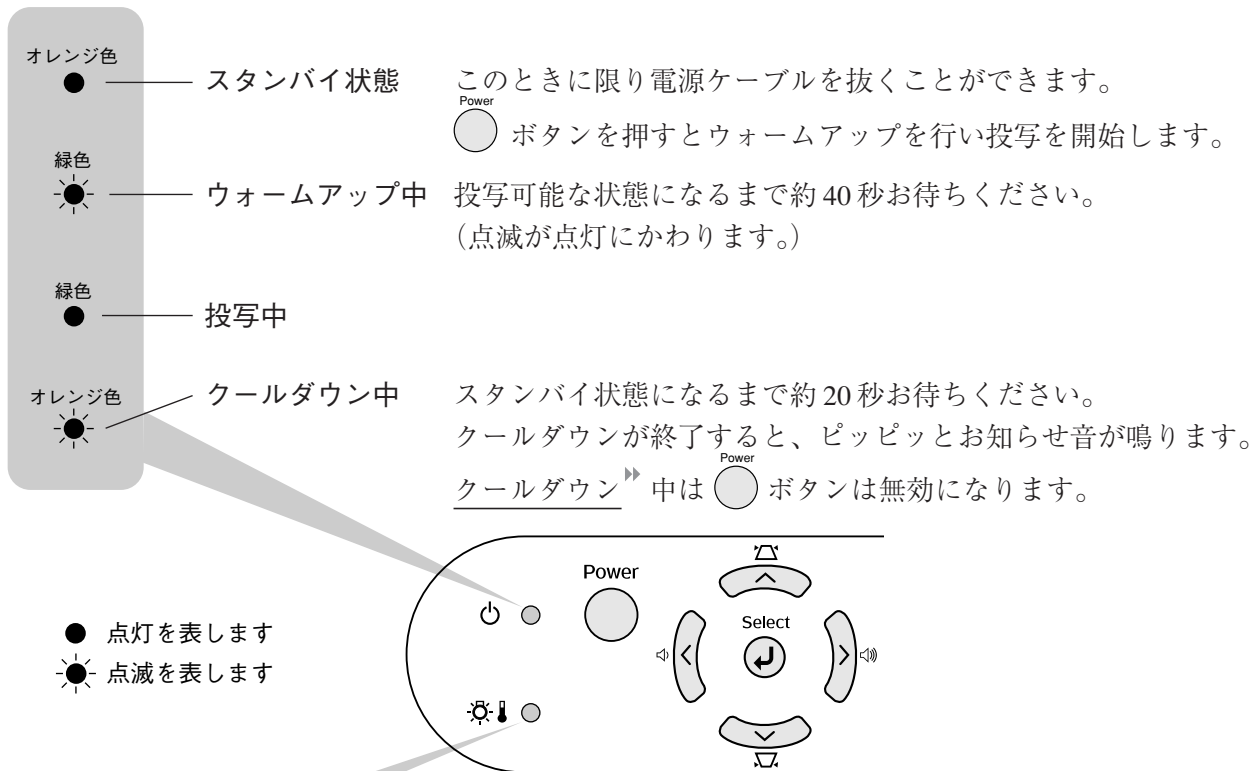 オレンジ色
スタンバイ状態 このときに限り電源ケーブルを抜くことができます。
Power
ボタンを押すとウォームアップを行い投写を開始します。
緑色
ウォームアップ中 投写可能な状態になるまで約40秒お待ちください。
(点滅が点灯にかわります。)
緑色
投写中
オレンジ色
クールダウン中 スタンバイ状態になるまで約20秒お待ちください。
クールダウンが終了すると、ピッピッとお知らせ音が鳴ります。
Power
クールダウン 中は ボタンは無効になります。
Power
Select
点灯を表します
点滅を表します